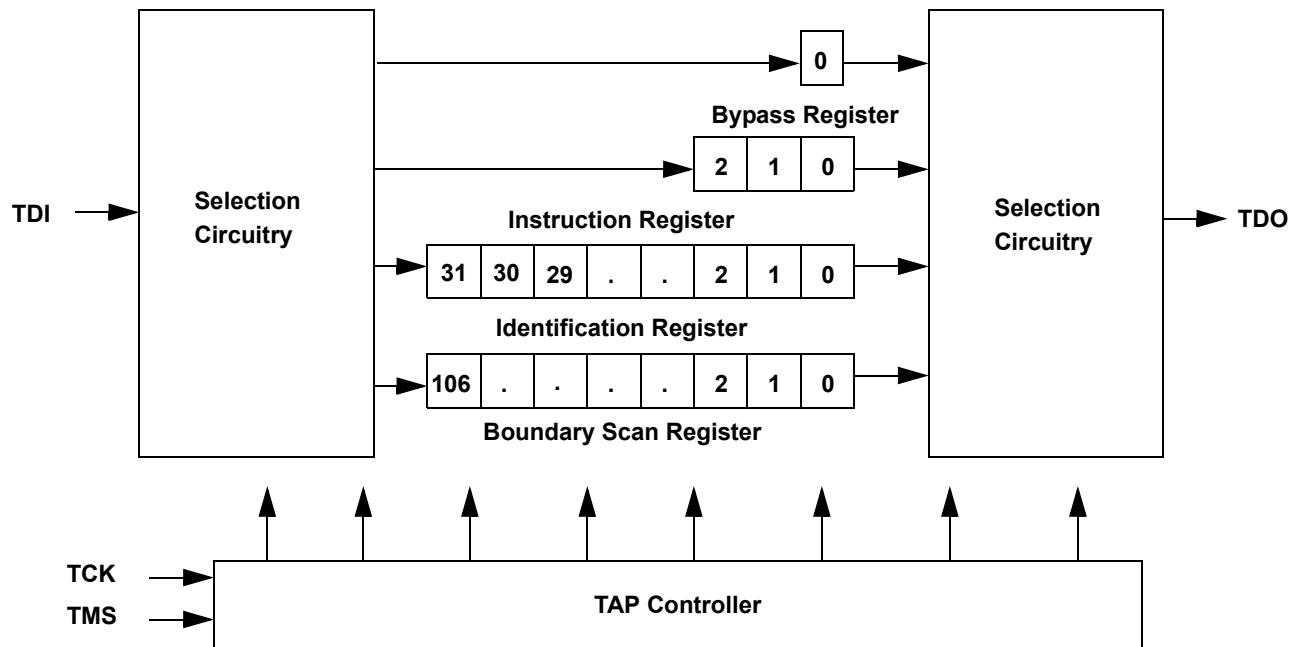 0
Bypass Register
2 1 0
Selection
Circuitry
Selection
Circuitry
TDI
TDO
Instruction Register
31 30 29 . . 2 1 0
Identification Register
106 . . . . 2 1 0
Boundary Scan Register
TCK
TMS
TAP Controller